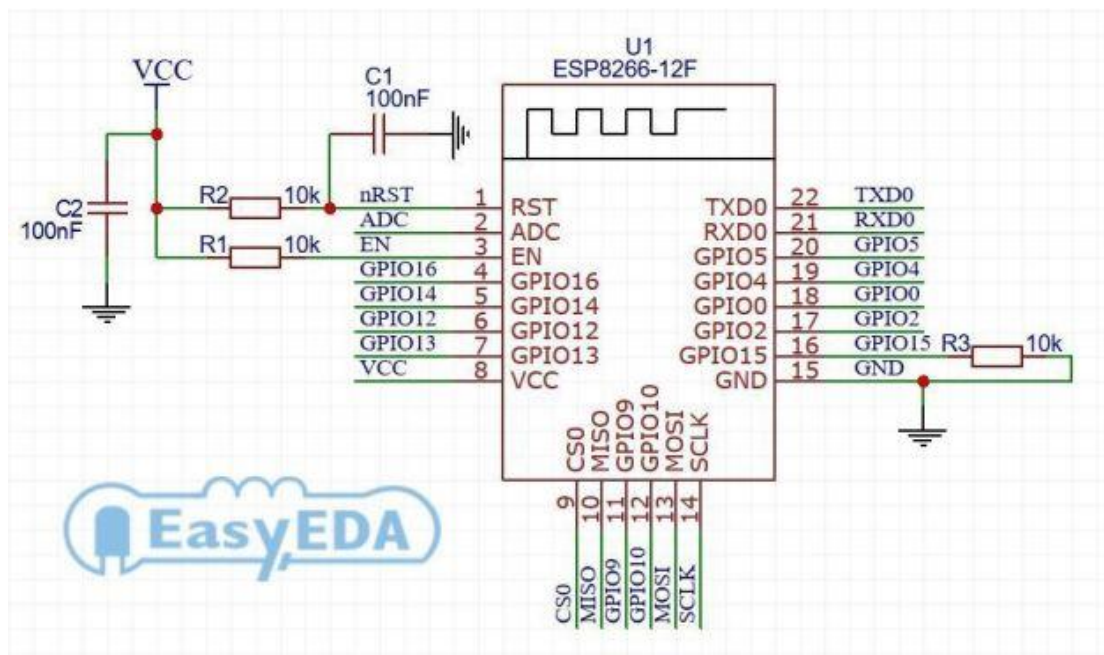 U1
ESP8266-12F
VCC
C1
100nF
C2
100nF
R2 10k nRST 1 RST
ADC 2 ADC
R1 10k EN 3 EN
GPIO16 4 GPIO16
GPIO14 5 GPIO14
GPIO12 6 GPIO12
GPIO13 7 GPIO13
VCC 8 VCC
TXD0 22 TXD0
RXD0 21 RXD0
GPIO5 20 GPIO5
GPIO4 19 GPIO4
GPIO0 18 GPIO0
GPIO2 17 GPIO2
GPIO15 16 GPIO15 R3 10k
GND 15 GND
CS0 9 CS0
MISO 10 MISO
GPIO9 11 GPIO9
GPIO10 12 GPIO10
MOSI 13 MOSI
SCLK 14 SCLK
EasyEDA